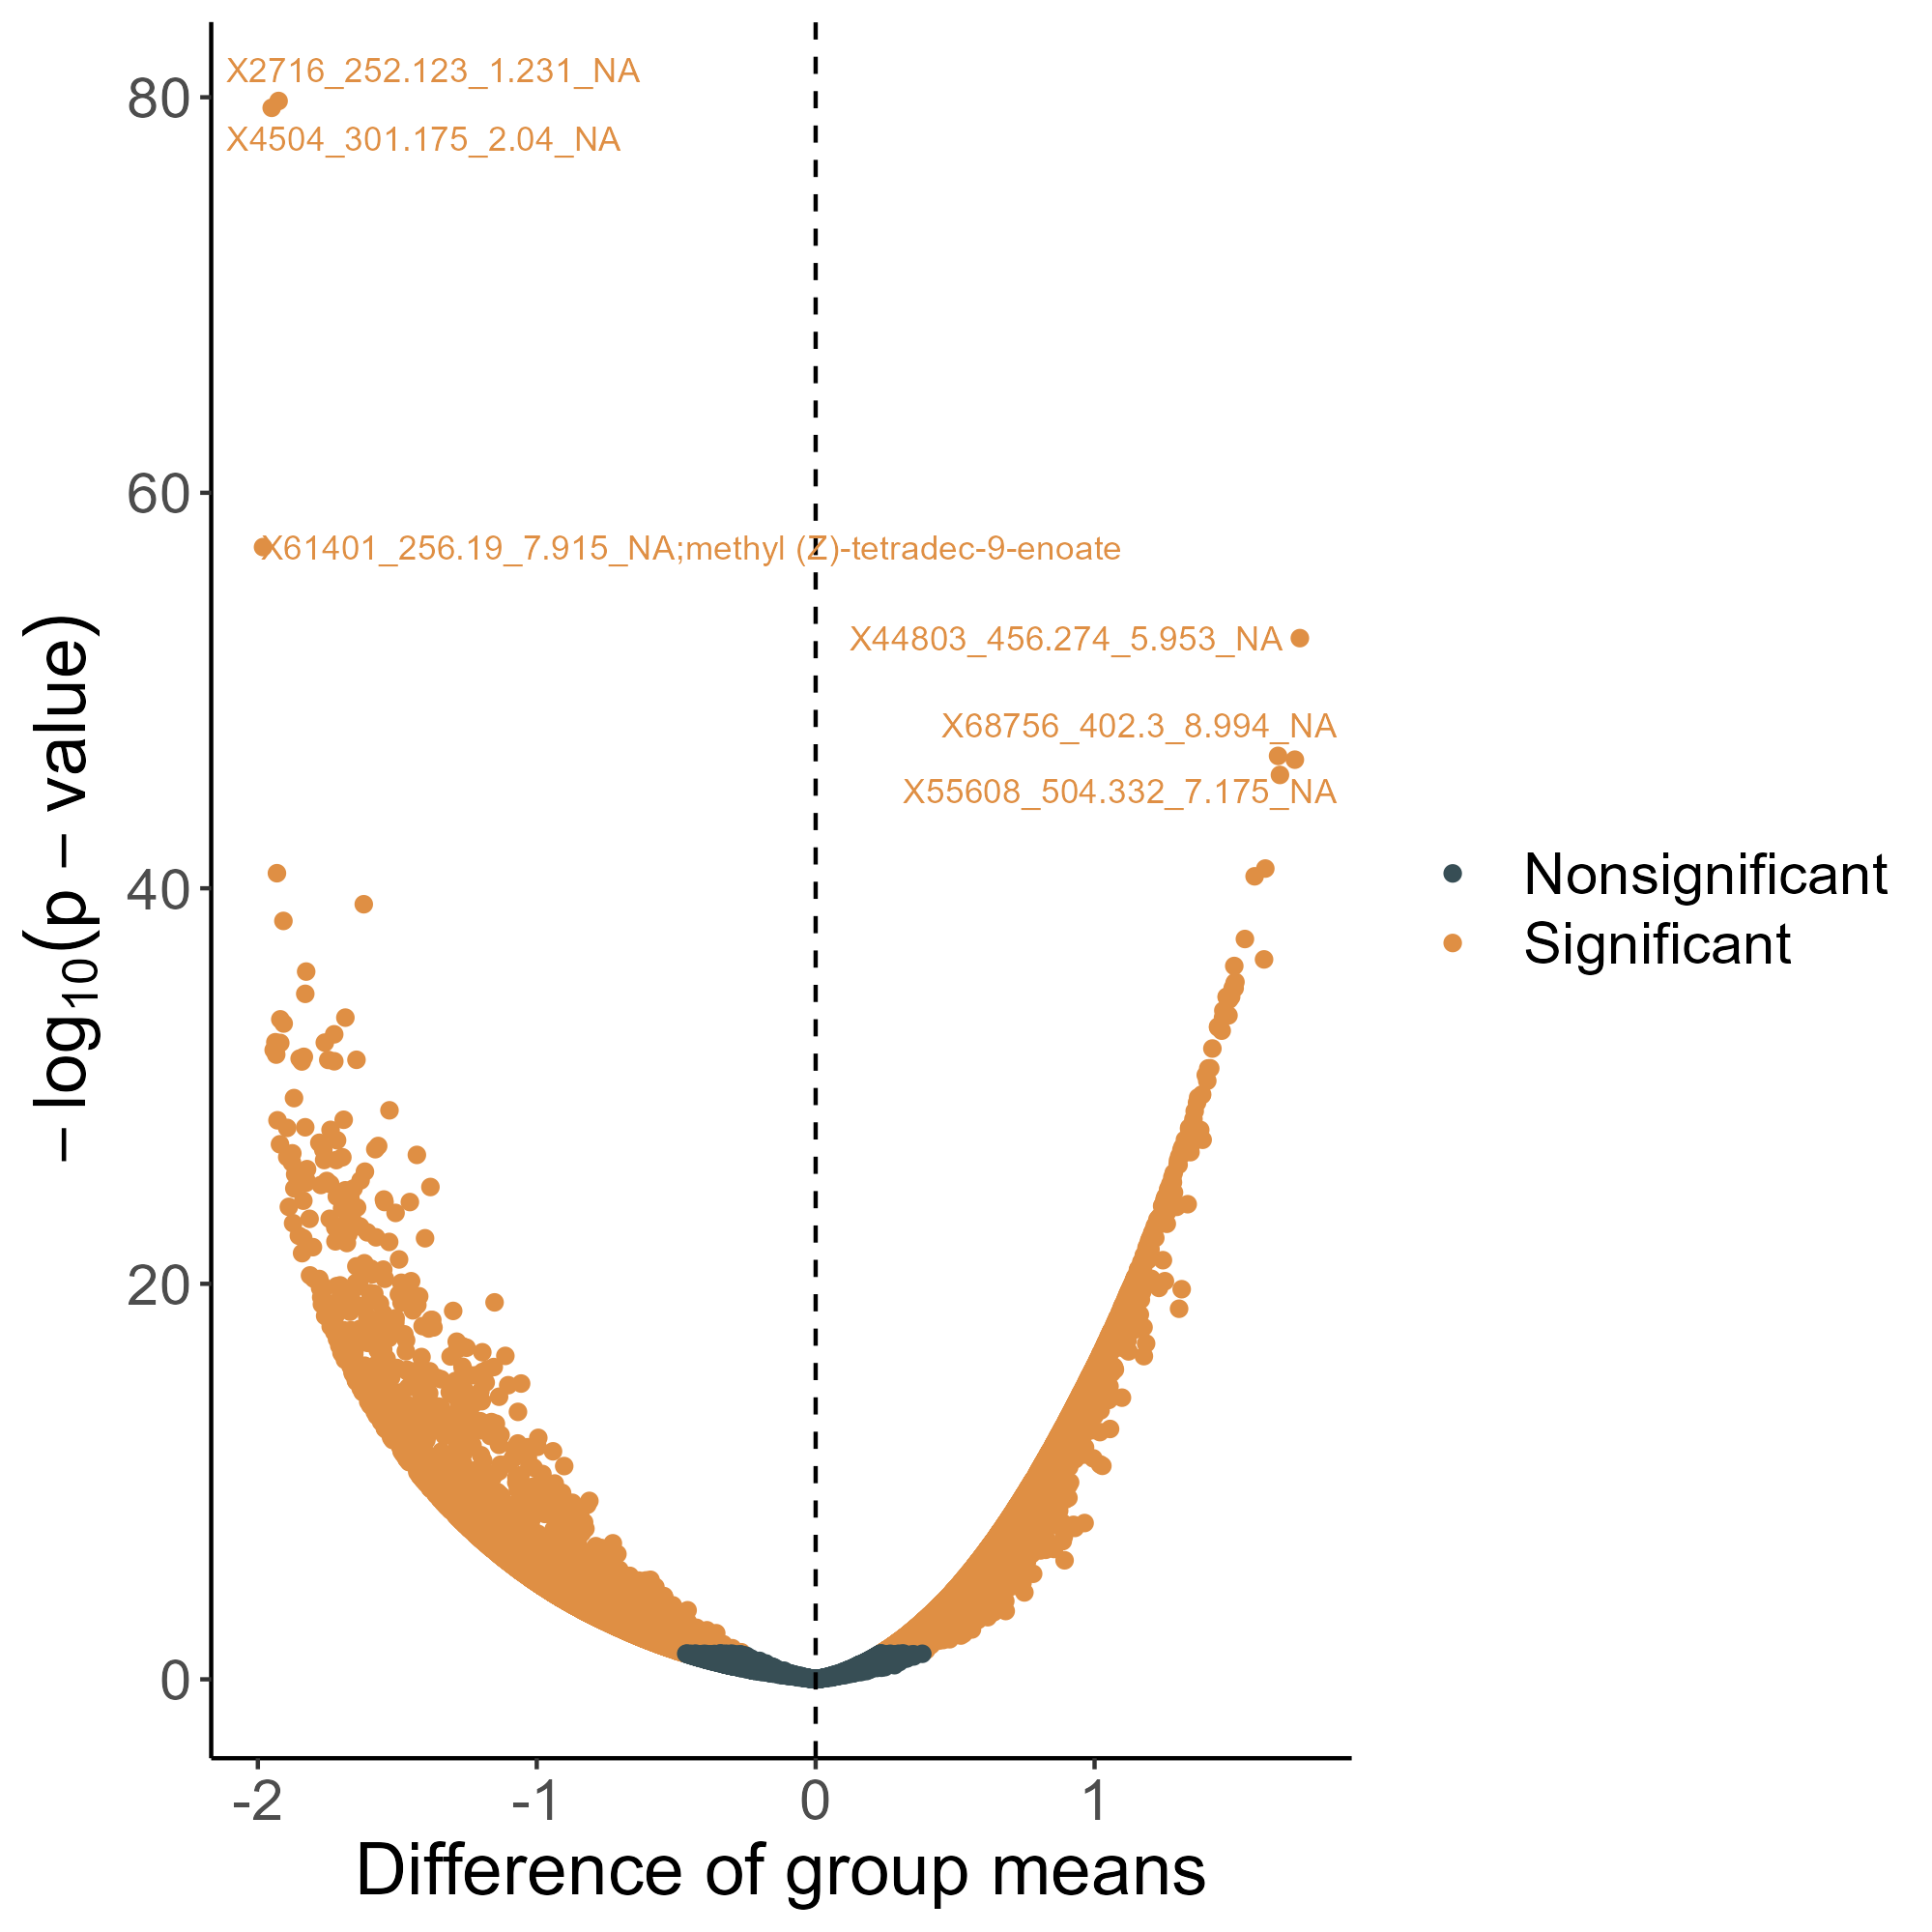 X2716_252.123_1.231_NA
80
X4504_301.175_2.04_NA
60
X61401_256.19_7.915_NA;methyl (Z)-tetradec-9-enoate
X44803_456.274_5.953_NA
X68756_402.3_8.994_NA
X55608_504.332_7.175_NA
− log10(p − value)
40
Nonsignificant
Significant
20
0
-2 -1 0 1
Difference of group means